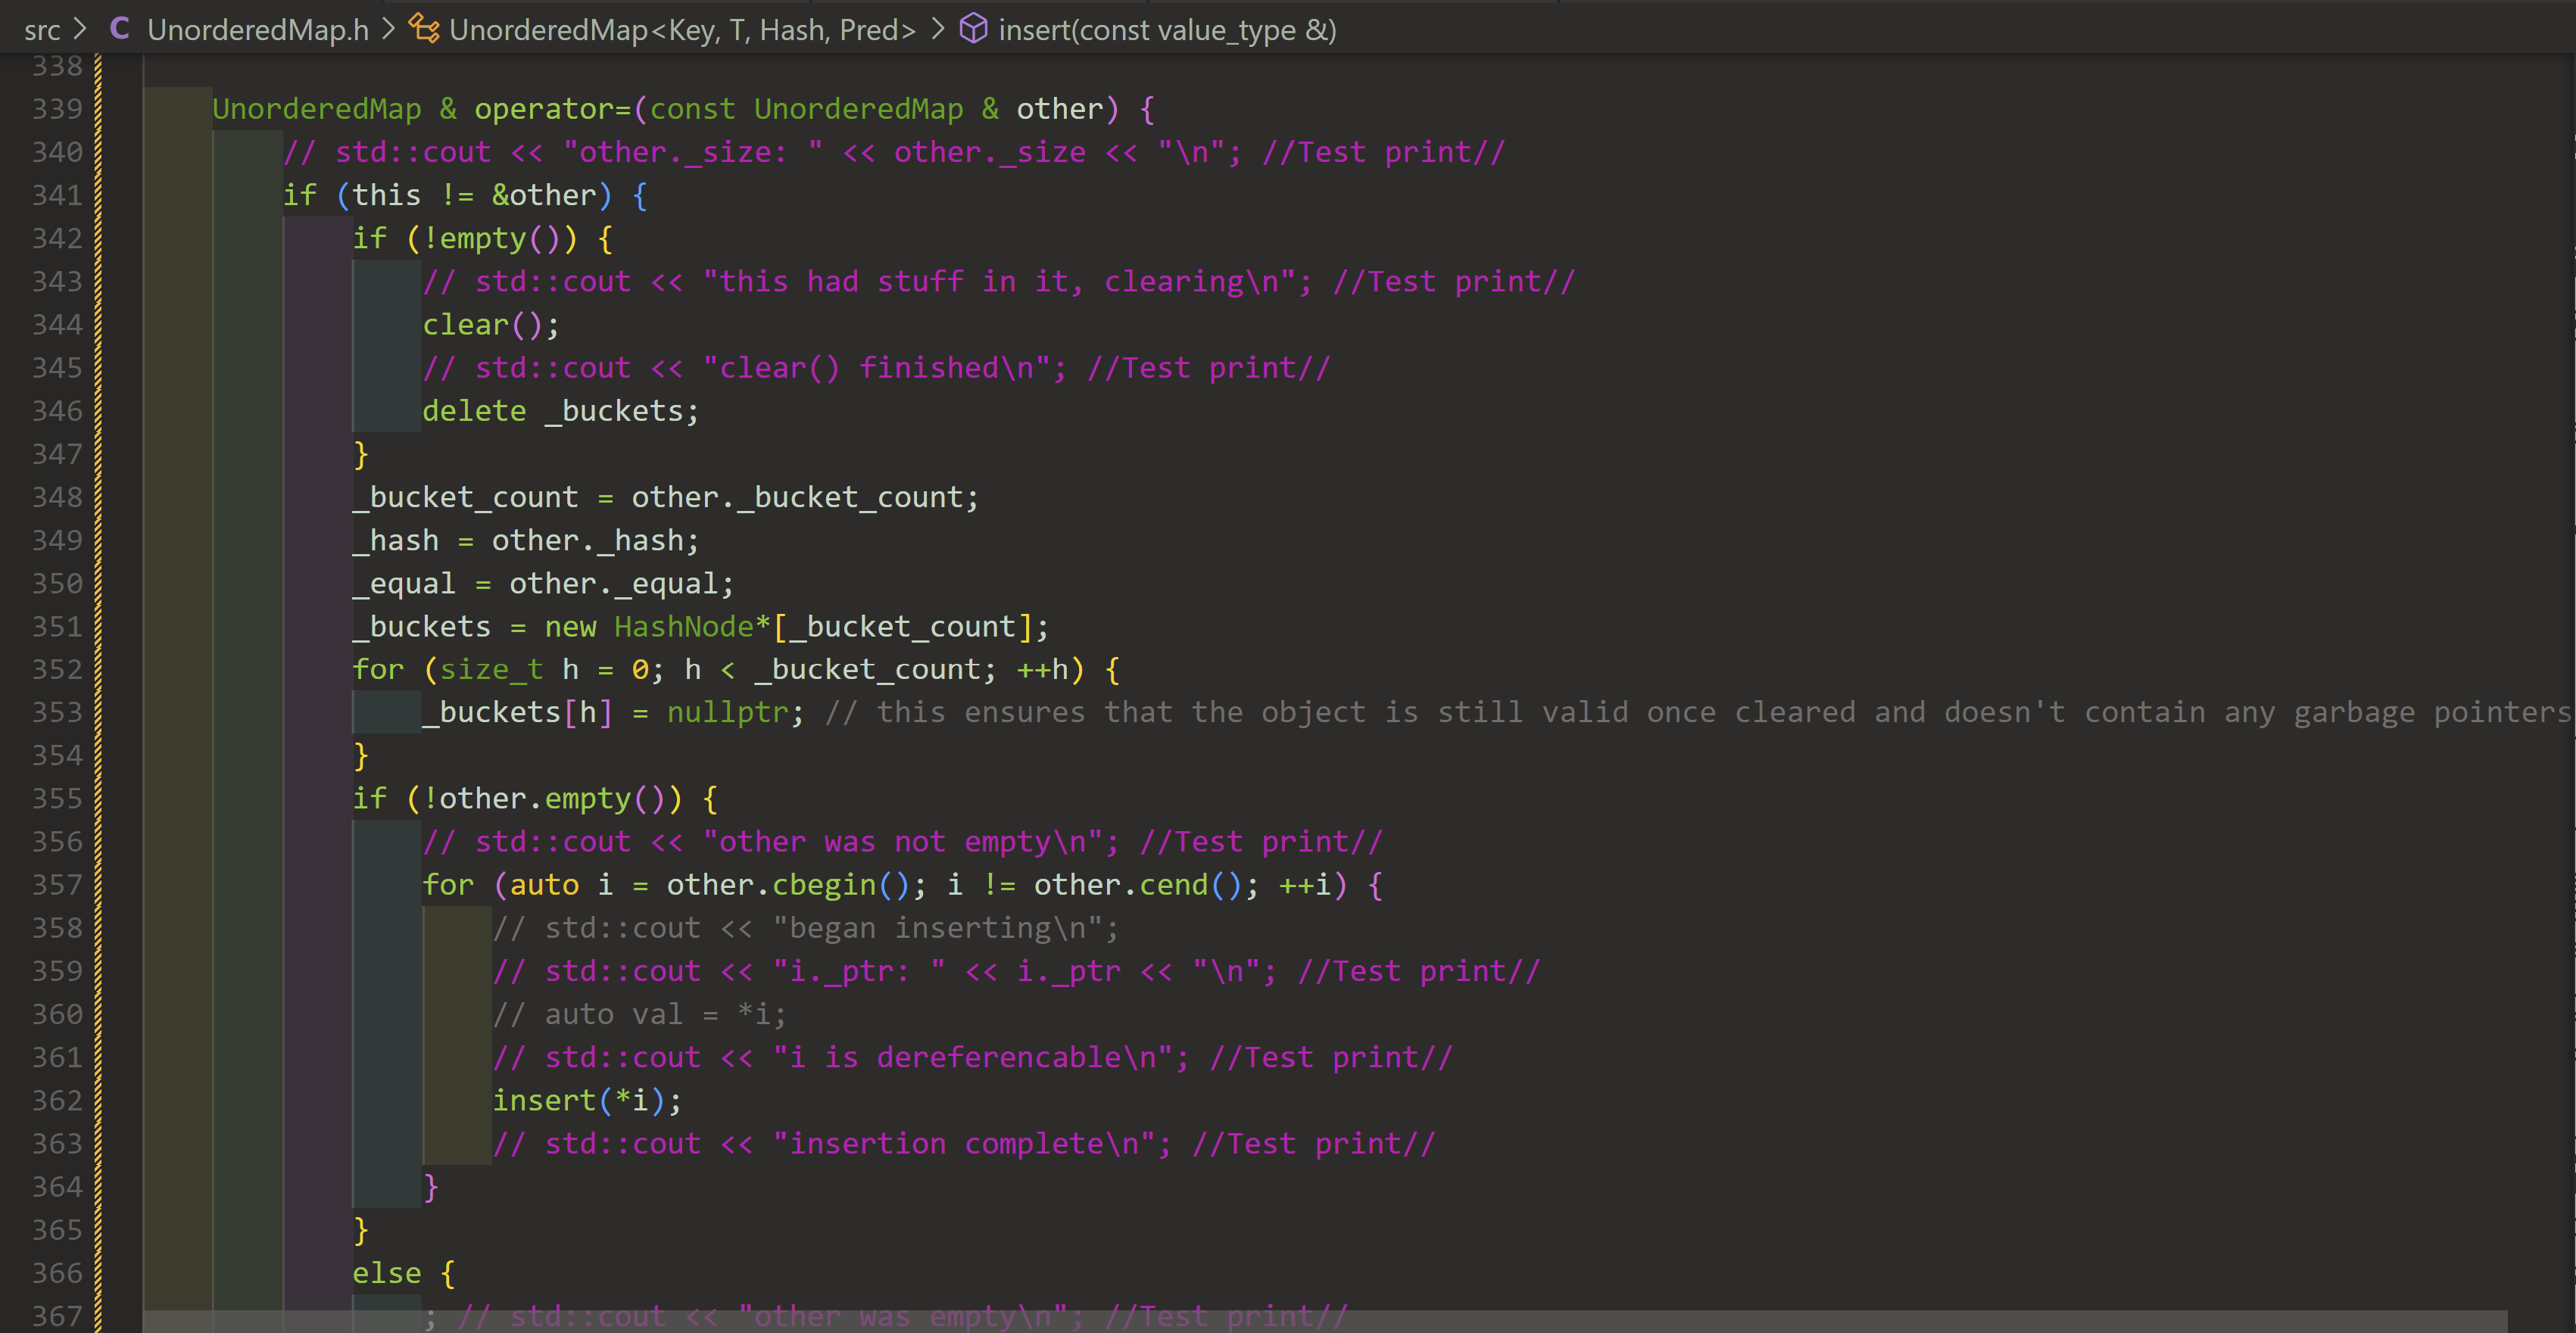 src > C UnorderedMap.h > UnorderedMap<Key, T, Hash, Pred> > insert(const value_type &)
338
339 UnorderedMap & operator=(const UnorderedMap & other) {
340 // std::cout << "other._size: " << other._size << "\n"; //Test print//
341 if (this != &other) {
342 if (!empty()) {
343 // std::cout << "this had stuff in it, clearing\n"; //Test print//
344 clear();
345 // std::cout << "clear() finished\n"; //Test print//
346 delete _buckets;
347 }
348 _bucket_count = other._bucket_count;
349 _hash = other._hash;
350 _equal = other._equal;
351 _buckets = new HashNode*[_bucket_count];
352 for (size_t h = 0; h < _bucket_count; ++h) {
353 _buckets[h] = nullptr; // this ensures that the object is still valid once cleared and doesn't contain any garbage pointers
354 }
355 if (!other.empty()) {
356 // std::cout << "other was not empty\n"; //Test print//
357 for (auto i = other.cbegin(); i != other.cend(); ++i) {
358 // std::cout << "began inserting\n";
359 // std::cout << "i._ptr: " << i._ptr << "\n"; //Test print//
360 // auto val = *i;
361 // std::cout << "i is dereferencable\n"; //Test print//
362 insert(*i);
363 // std::cout << "insertion complete\n"; //Test print//
364 }
365 }
366 else {
367 ; // std::cout << "other was empty\n"; //Test print//